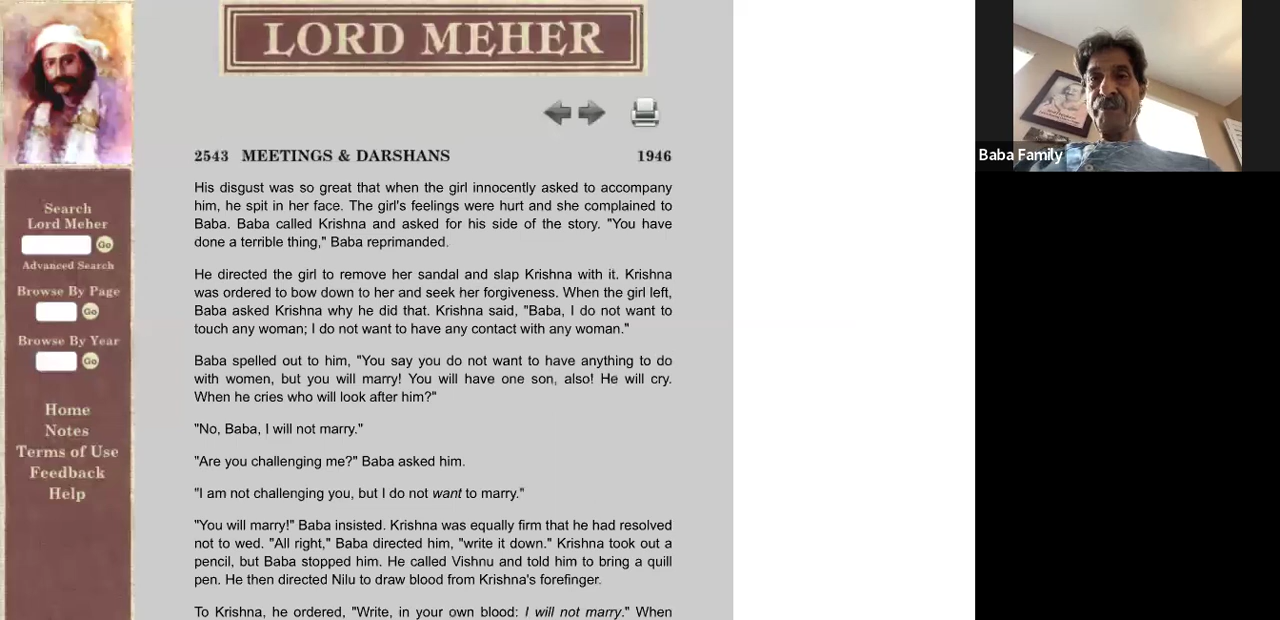 LORD MEHER
2543 MEETINGS & DARSHANS 1946
His disgust was so great that when the girl innocently asked to accompany
him, he spit in her face. The girl's feelings were hurt and she complained to
Baba. Baba called Krishna and asked for his side of the story. "You have
done a terrible thing," Baba reprimanded.
He directed the girl to remove her sandal and slap Krishna with it. Krishna
was ordered to bow down to her and seek her forgiveness. When the girl left,
Baba asked Krishna why he did that. Krishna said, "Baba, I do not want to
touch any woman; I do not want to have any contact with any woman."
Baba spelled out to him, "You say you do not want to have anything to do
with women, but you will marry! You will have one son, also! He will cry.
When he cries who will look after him?"
"No, Baba, I will not marry."
"Are you challenging me?" Baba asked him.
"I am not challenging you, but I do not want to marry."
"You will marry!" Baba insisted. Krishna was equally firm that he had resolved
not to wed. "All right," Baba directed him, "write it down." Krishna took out a
pencil, but Baba stopped him. He called Vishnu and told him to bring a quill
pen. He then directed Nilu to draw blood from Krishna's forefinger.
To Krishna, he ordered, "Write, in your own blood: I will not marry." When
Search
Lord Meher
Go
Advanced Search
Browse By Page
Go
Browse By Year
Go
Home
Notes
Terms of Use
Feedback
Help
Baba Family